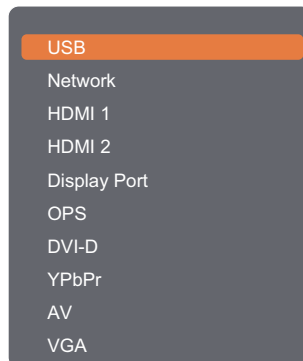 USB
Network
HDMI 1
HDMI 2
Display Port
OPS
DVI-D
YPbPr
AV
VGA